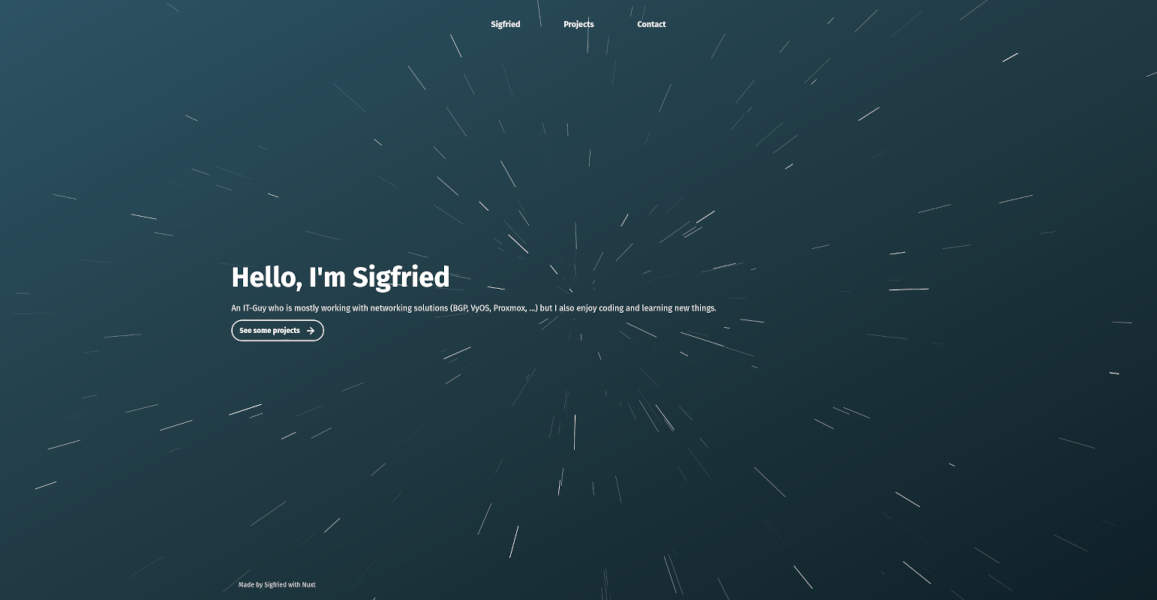 Sigfried Projects Contact
Hello, I'm Sigfried
An IT-Guy who is mostly working with networking solutions (BGP, VyOS, Proxmox, ...) but I also enjoy coding and learning new things.
See some projects
Made by Sigfried with Nuxt